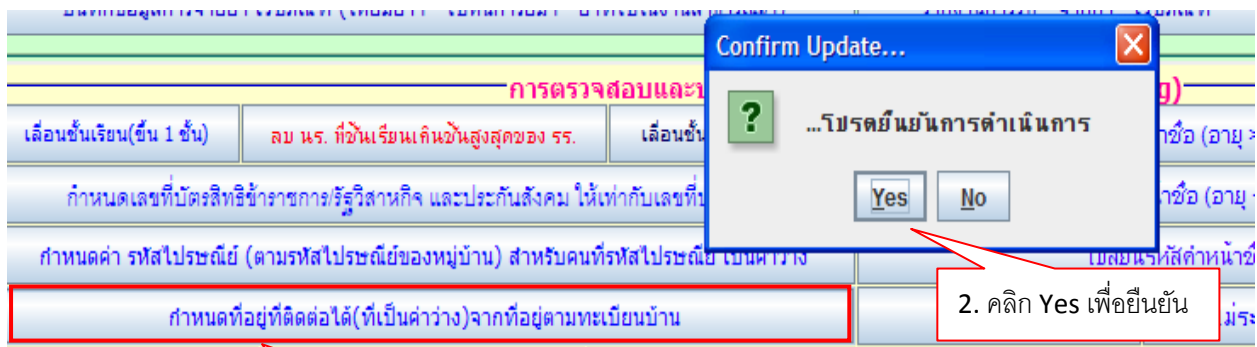 Confirm Update...
การตรวจสอบและ
g)
...โปรดยืนยันการดำเนินการ
เลื่อนชั้นเรียน(ขึ้น 1 ชั้น)
ลบ นร. ที่ชั้นเรียนเกินชั้นสูงสุดของ รร.
เลื่อนชั้น
(อายุ
Yes
No
กำหนดเลขที่บัตรสิทธิข้าราชการ/รัฐวิสาหกิจ และประกันสังคม ให้เท่ากับเลขที่
(อายุ
กำหนดค่า รหัสไปรษณีย์ (ตามรหัสไปรษณีย์ของหมู่บ้าน) สำหรับคนที่รหัสไปรษณีย์ เป็นค่าว่าง
กำหนดที่อยู่ที่ติดต่อได้(ที่เป็นค่าว่าง)จากที่อยู่ตามทะเบียนบ้าน
2. คลิก Yes เพื่อยืนยัน